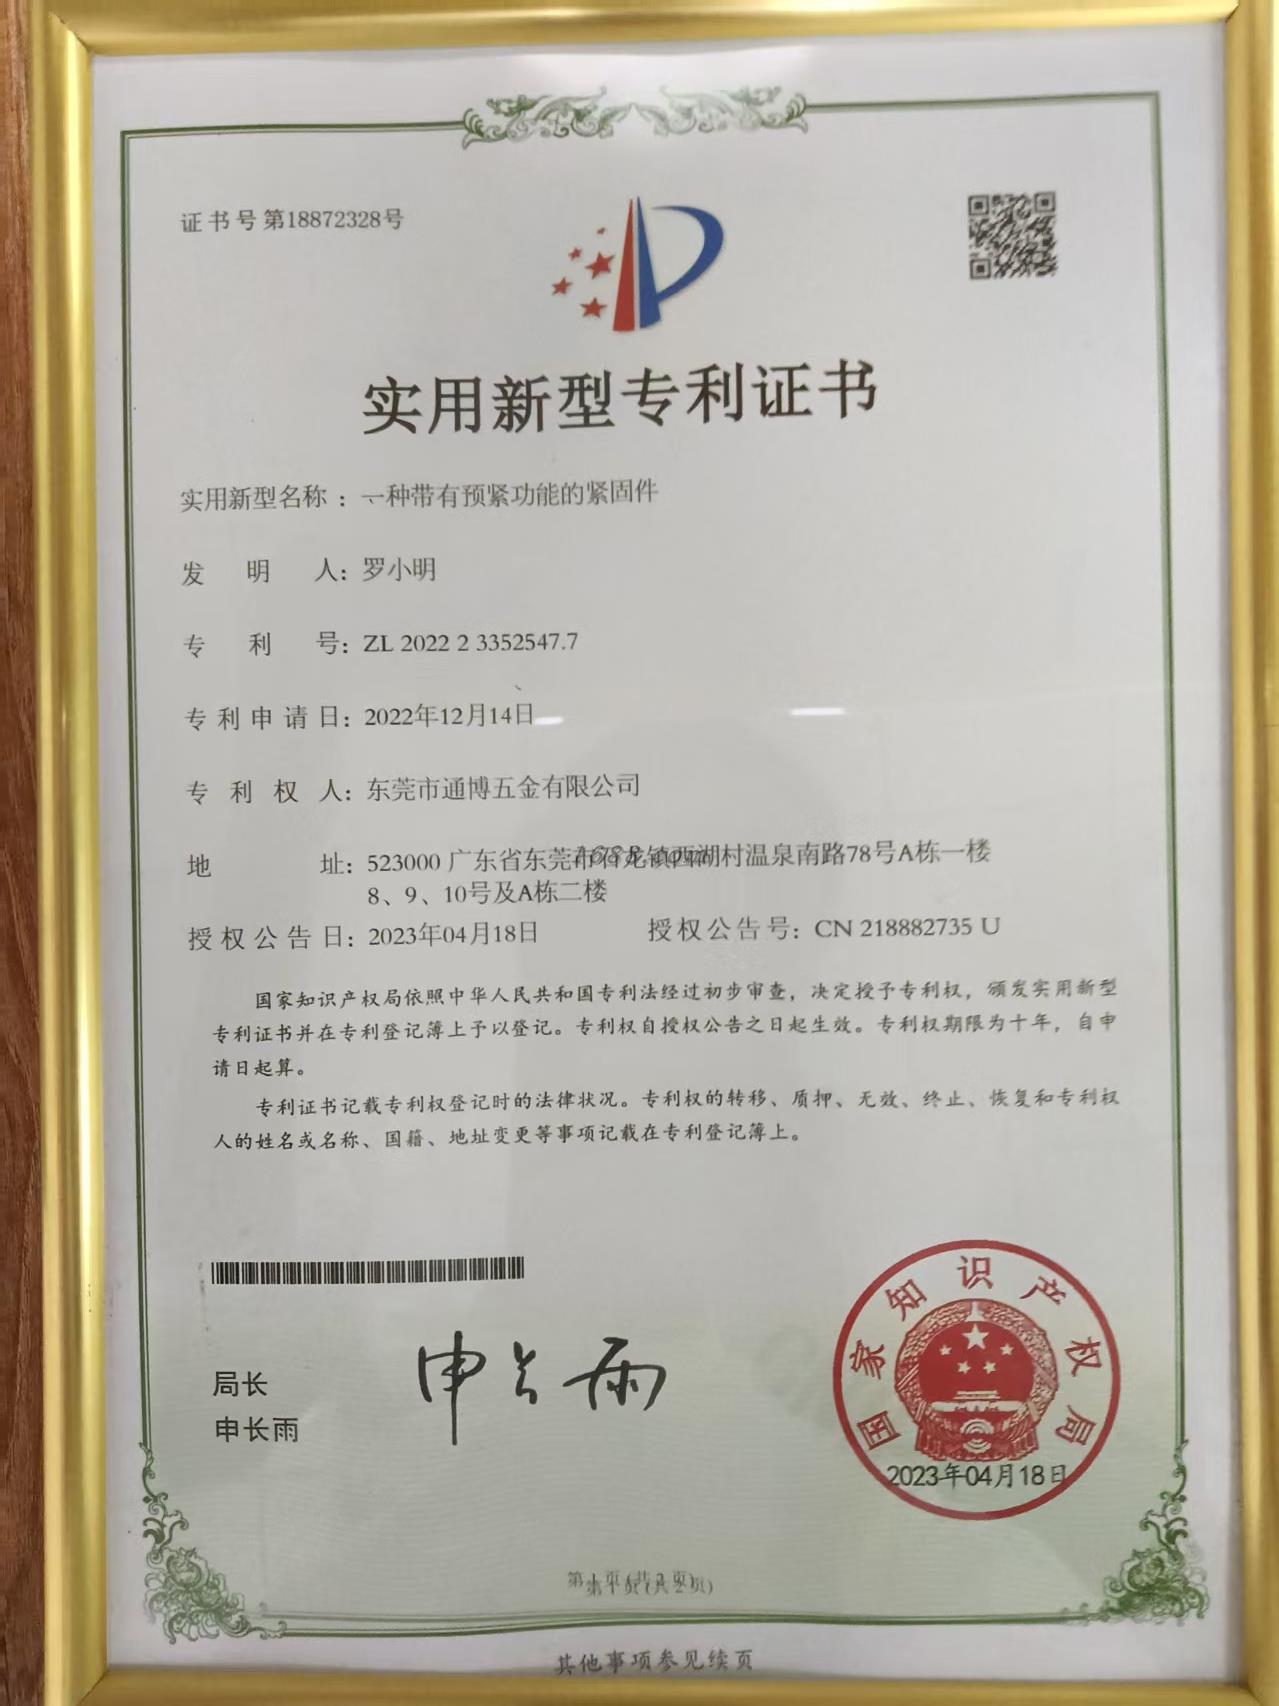 证书号第18872328号
实用新型专利证书
实用新型名称：一种带有预紧功能的紧固件
发明人：罗小明
专利号：ZL 2022 2 3352547.7
专利申请日：2022年12月14日
专利权人：东莞市通博五金有限公司
地址：523000 广东省东莞市石龙镇西湖村温泉南路78号A栋一楼
8、9、10号及A栋二楼
授权公告日：2023年04月18日 授权公告号：CN 218882735 U
国家知识产权局依照中华人民共和国专利法经过初步审查，决定授予专利权，颁发实用新型
专利证书并在专利登记簿上予以登记。专利权自授权公告之日起生效。专利权期限为十年，自申
请日起算。
专利证书记载专利权登记时的法律状况。专利权的转移、质押、无效、终止、恢复和专利权
人的姓名或名称、国籍、地址变更等事项记载在专利登记簿上。
局长
申长雨
申长雨
国家知识产权局
2023年04月18日
其他事项参见续页